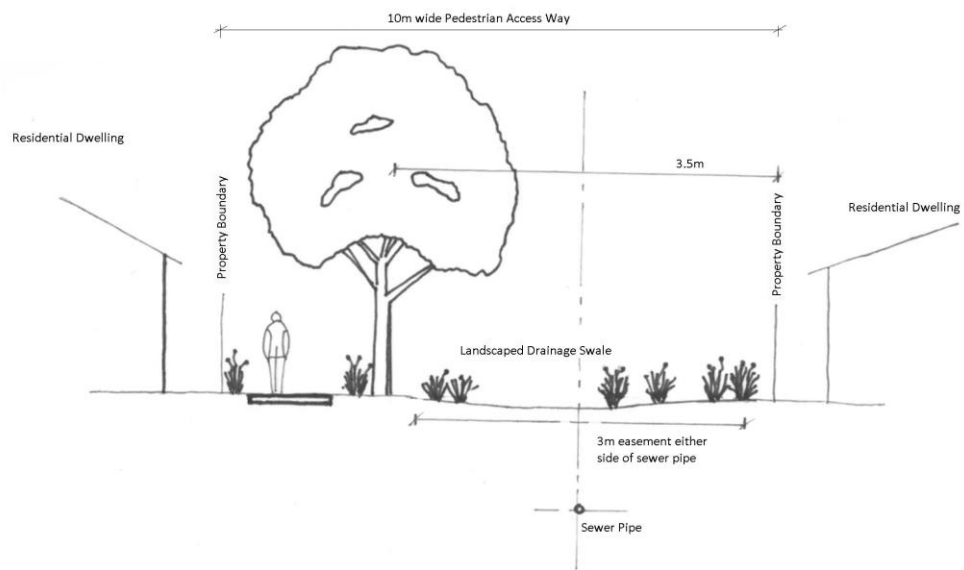 10m wide Pedestrian Access Way
Residential Dwelling
3.5m
Property Boundary
Property Boundary
Residential Dwelling
Landscaped Drainage Swale
3m easement either
side of sewer pipe
Sewer Pipe